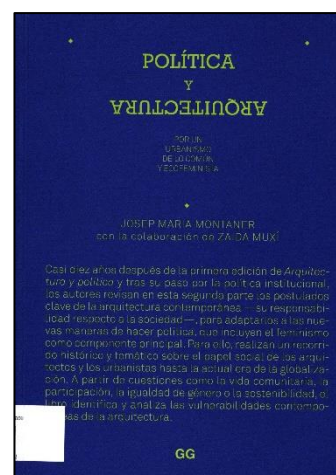 POLÍTICA
Y
ARQUITECTURA
POR UN
URBANISMO
DE LO COMÚN
Y ECOFEMINISTA
JOSEP MARIA MONTANER
con la colaboración de ZAIDA MUXÍ
Casi diez años después de la primera edición de Arquitec-
tura y política y tras su paso por la política institucional,
los autores revisan en esta segunda parte los postulados
clave de la arquitectura contemporánea —su responsabi-
lidad respecto a la sociedad—, para adaptarlos a las nue-
vas maneras de hacer política, que incluyen el feminismo
como componente principal. Para ello, realizan un recorri-
do histórico y temático sobre el papel social de los arqui-
tectos y los urbanistas hasta la actual era de la globaliza-
ción. A partir de cuestiones como la vida comunitaria, la
participación, la igualdad de género o la sostenibilidad, el
libro identifica y analiza las vulnerabilidades contempo-
áneas de la arquitectura.
GG